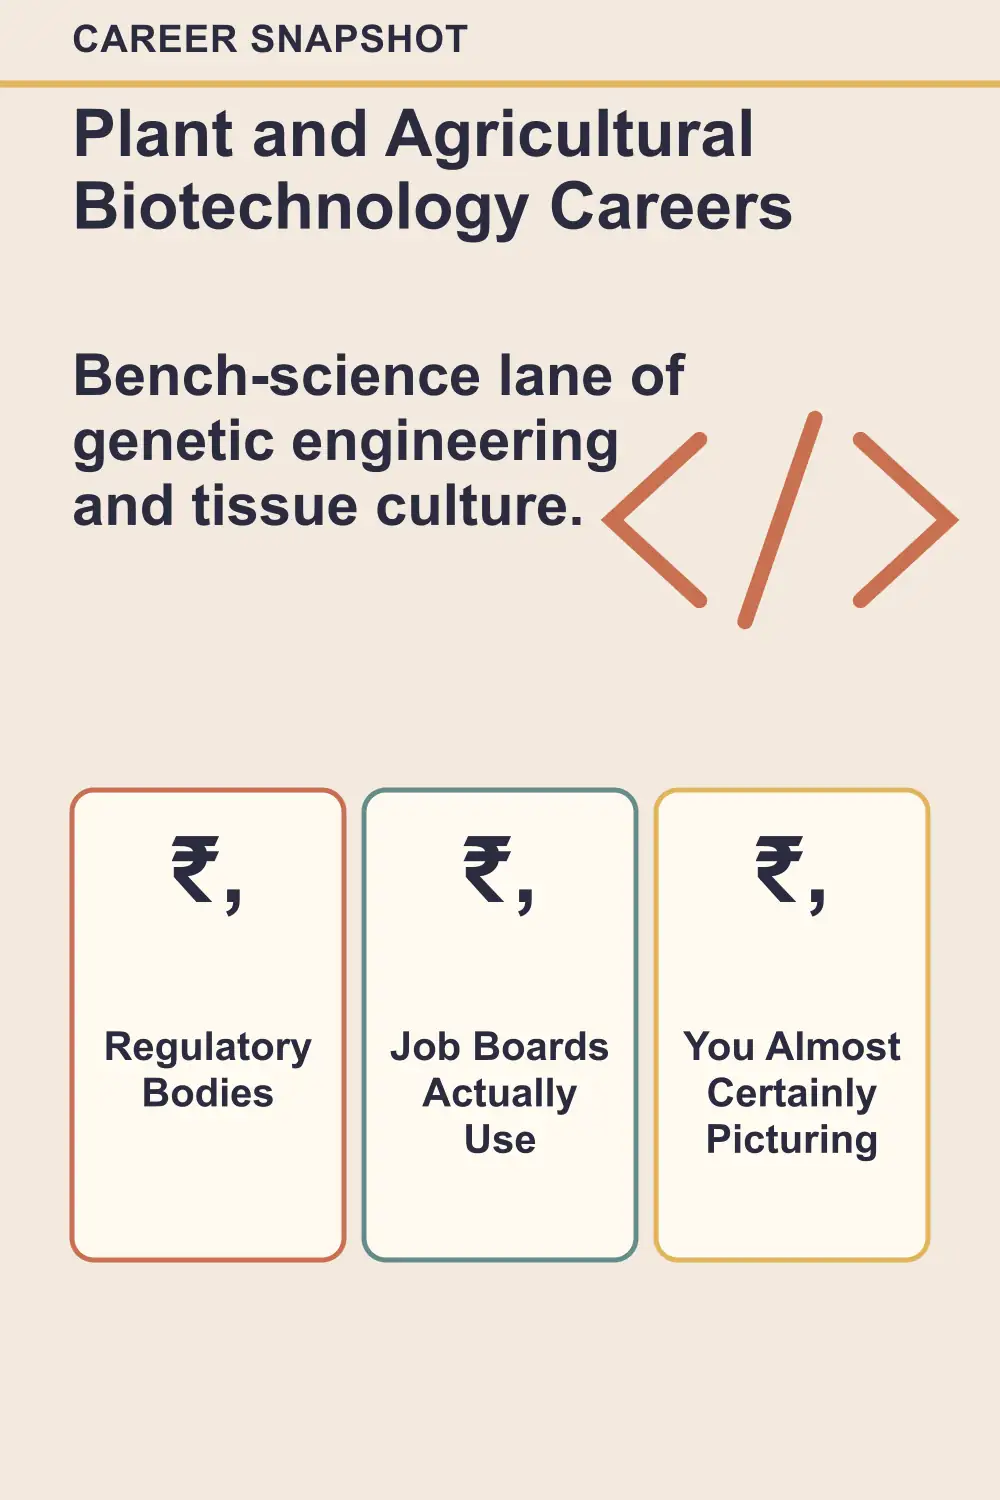 CAREER SNAPSHOT
Plant and Agricultural
Biotechnology Careers
Bench-science lane of
genetic engineering
and tissue culture.
</>
₹,
Regulatory
Bodies
₹,
Job Boards
Actually
Use
₹,
You Almost
Certainly
Picturing